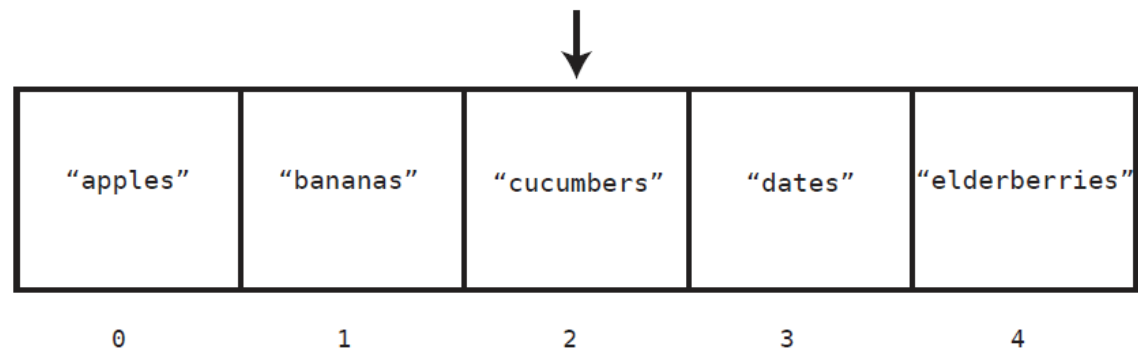 “apples” “bananas” “cucumbers” “dates” “elderberries”
0 1 2 3 4